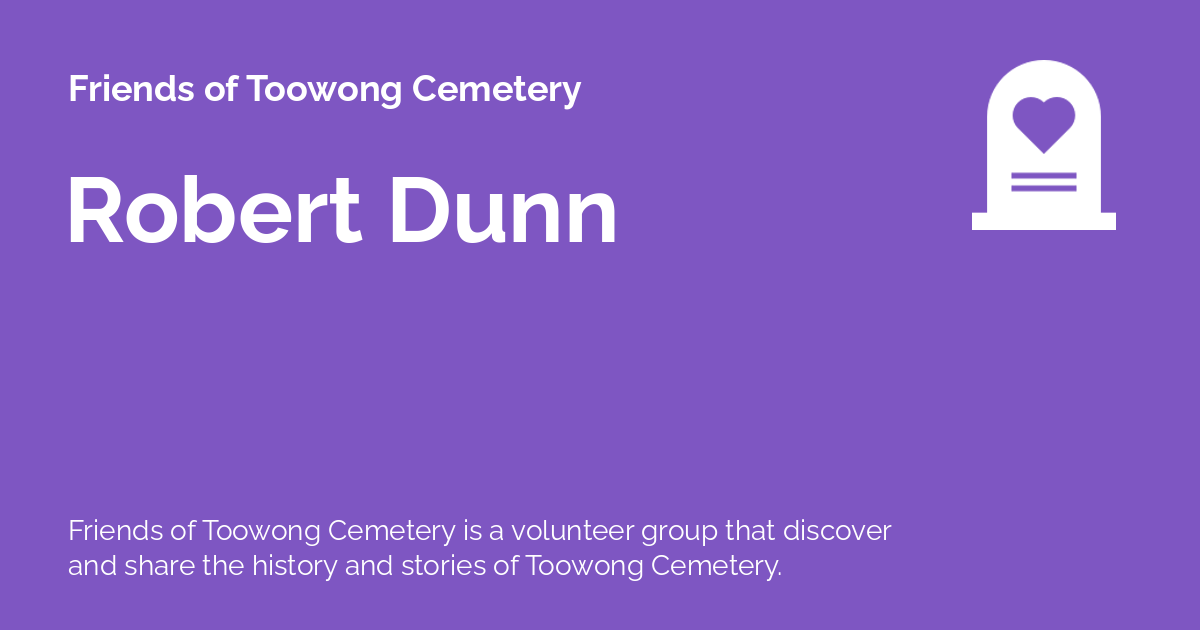 Friends of Toowong Cemetery
Robert Dunn
Friends of Toowong Cemetery is a volunteer group that discover
and share the history and stories of Toowong Cemetery.